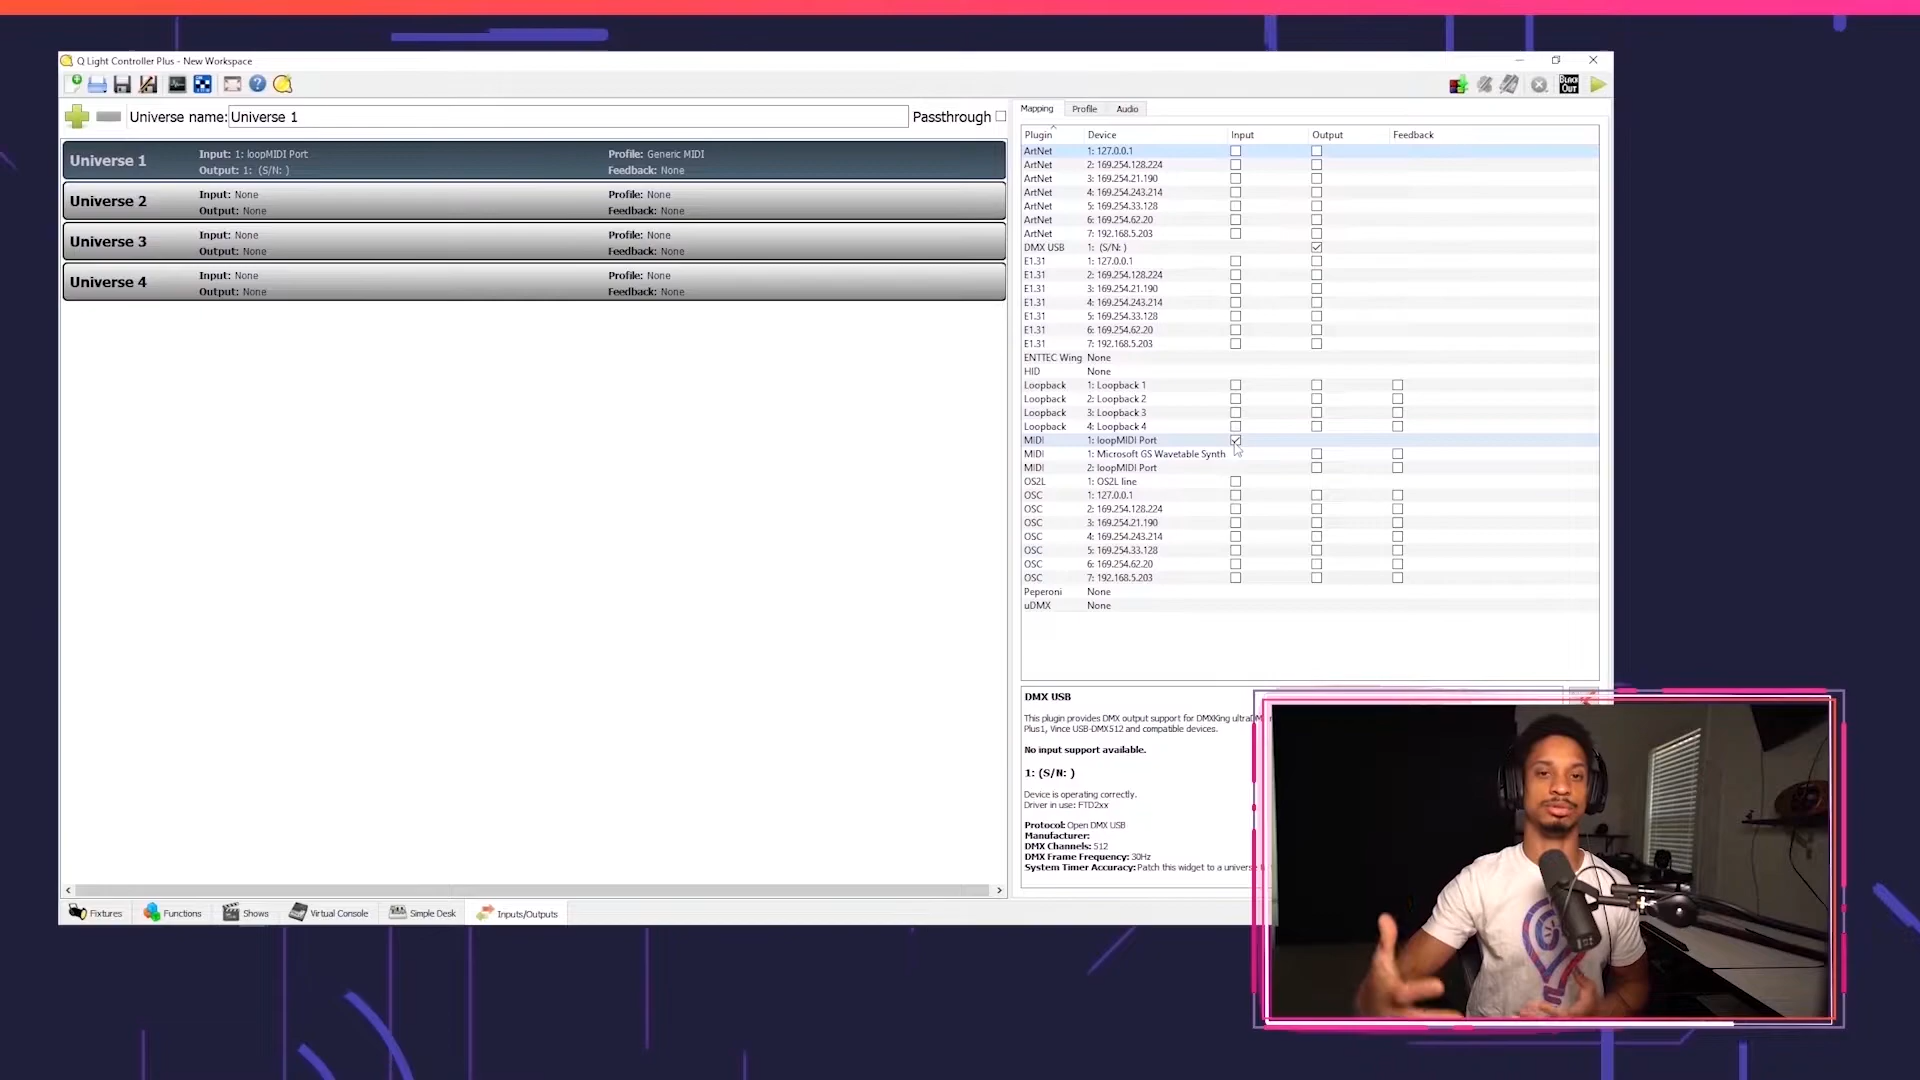 Q Light Controller Plus - New Workspace
BLACK OUT
Universe name: Universe 1 Passthrough
Universe 1 Input: 1: loopMIDI Port Profile: Generic MIDI
Output: 1: (S/N: ) Feedback: None
Universe 2 Input: None Profile: None
Output: None Feedback: None
Universe 3 Input: None Profile: None
Output: None Feedback: None
Universe 4 Input: None Profile: None
Output: None Feedback: None
Mapping Profile Audio
Plugin Device Input Output Feedback
ArtNet 1: 127.0.0.1
ArtNet 2: 169.254.128.224
ArtNet 3: 169.254.21.190
ArtNet 4: 169.254.243.214
ArtNet 5: 169.254.33.128
ArtNet 6: 169.254.62.20
ArtNet 7: 192.168.5.203
DMX USB 1: (S/N: )
E1.31 1: 127.0.0.1
E1.31 2: 169.254.128.224
E1.31 3: 169.254.21.190
E1.31 4: 169.254.243.214
E1.31 5: 169.254.33.128
E1.31 6: 169.254.62.20
E1.31 7: 192.168.5.203
ENTTEC Wing None
HID None
Loopback 1: Loopback 1
Loopback 2: Loopback 2
Loopback 3: Loopback 3
Loopback 4: Loopback 4
MIDI 1: loopMIDI Port
MIDI 1: Microsoft GS Wavetable Synth
MIDI 2: loopMIDI Port
OS2L 1: OS2L line
OSC 1: 127.0.0.1
OSC 2: 169.254.128.224
OSC 3: 169.254.21.190
OSC 4: 169.254.243.214
OSC 5: 169.254.33.128
OSC 6: 169.254.62.20
OSC 7: 192.168.5.203
Peperoni None
uDMX None
DMX USB
This plugin provides DMX output support for DMXKing
Plus1, Vince USB-DMX512 and compatible devices.
No input support available.
1: (S/N: )
Device is operating correctly.
Driver in use: FTD2xx
Protocol: Open DMX USB
Manufacturer:
DMX Channels: 512
DMX Frame Frequency: 30Hz
System Timer Accuracy: Patch this widget to a universe
Fixtures Functions Shows Virtual Console Simple Desk Inputs/Outputs